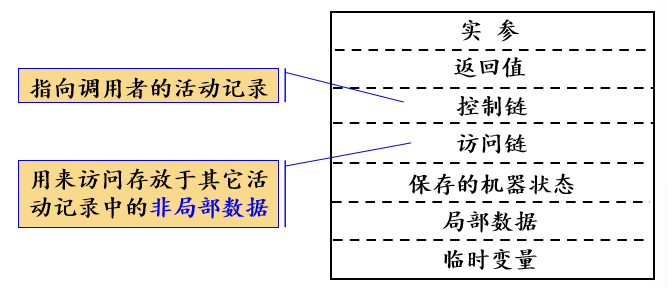 实 参
返回值
指向调用者的活动记录
控制链
访问链
用来访问存放于其它活
动记录中的非局部数据
保存的机器状态
局部数据
临时变量